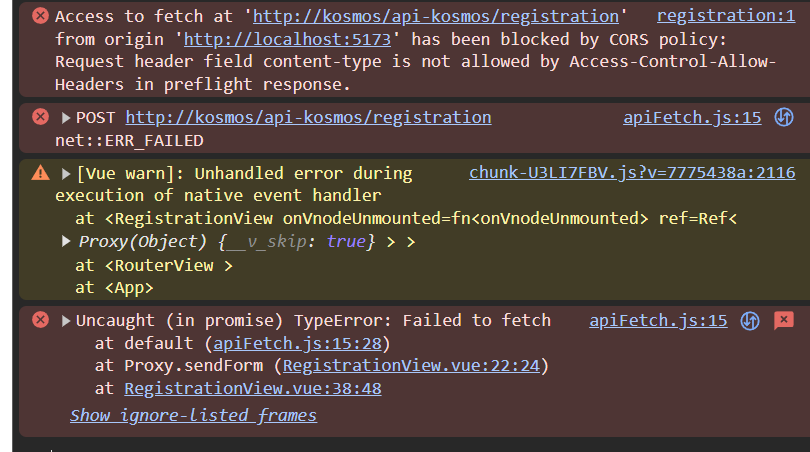 Access to fetch at 'http://kosmos/api-kosmos/registration' registration:1
from origin 'http://localhost:5173' has been blocked by CORS policy:
Request header field content-type is not allowed by Access-Control-Allow-
Headers in preflight response.
POST http://kosmos/api-kosmos/registration apiFetch.js:15
net::ERR_FAILED
[Vue warn]: Unhandled error during chunk-U3LI7FBV.js?v=7775438a:2116
execution of native event handler
at <RegistrationView onVnodeUnmounted=fn<onVnodeUnmounted> ref=Ref<
Proxy(Object) {__v_skip: true} > >
at <RouterView >
at <App>
Uncaught (in promise) TypeError: Failed to fetch apiFetch.js:15
at default (apiFetch.js:15:28)
at Proxy.sendForm (RegistrationView.vue:22:24)
at RegistrationView.vue:38:48
Show ignore-listed frames